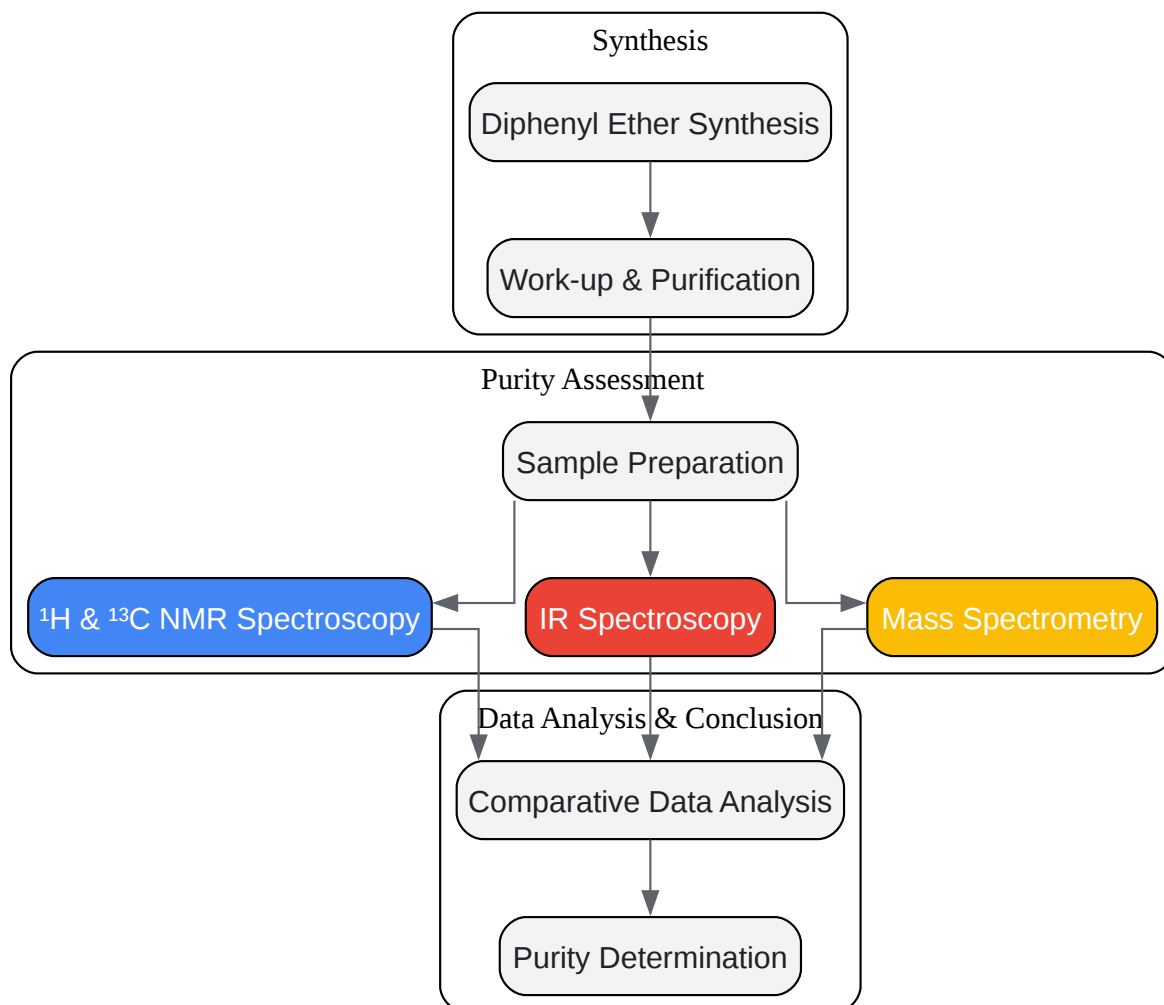 Synthesis
Diphenyl Ether Synthesis
Work-up & Purification
Purity Assessment
Sample Preparation
¹H & ¹³C NMR Spectroscopy
IR Spectroscopy
Mass Spectrometry
Data Analysis & Conclusion
Comparative Data Analysis
Purity Determination